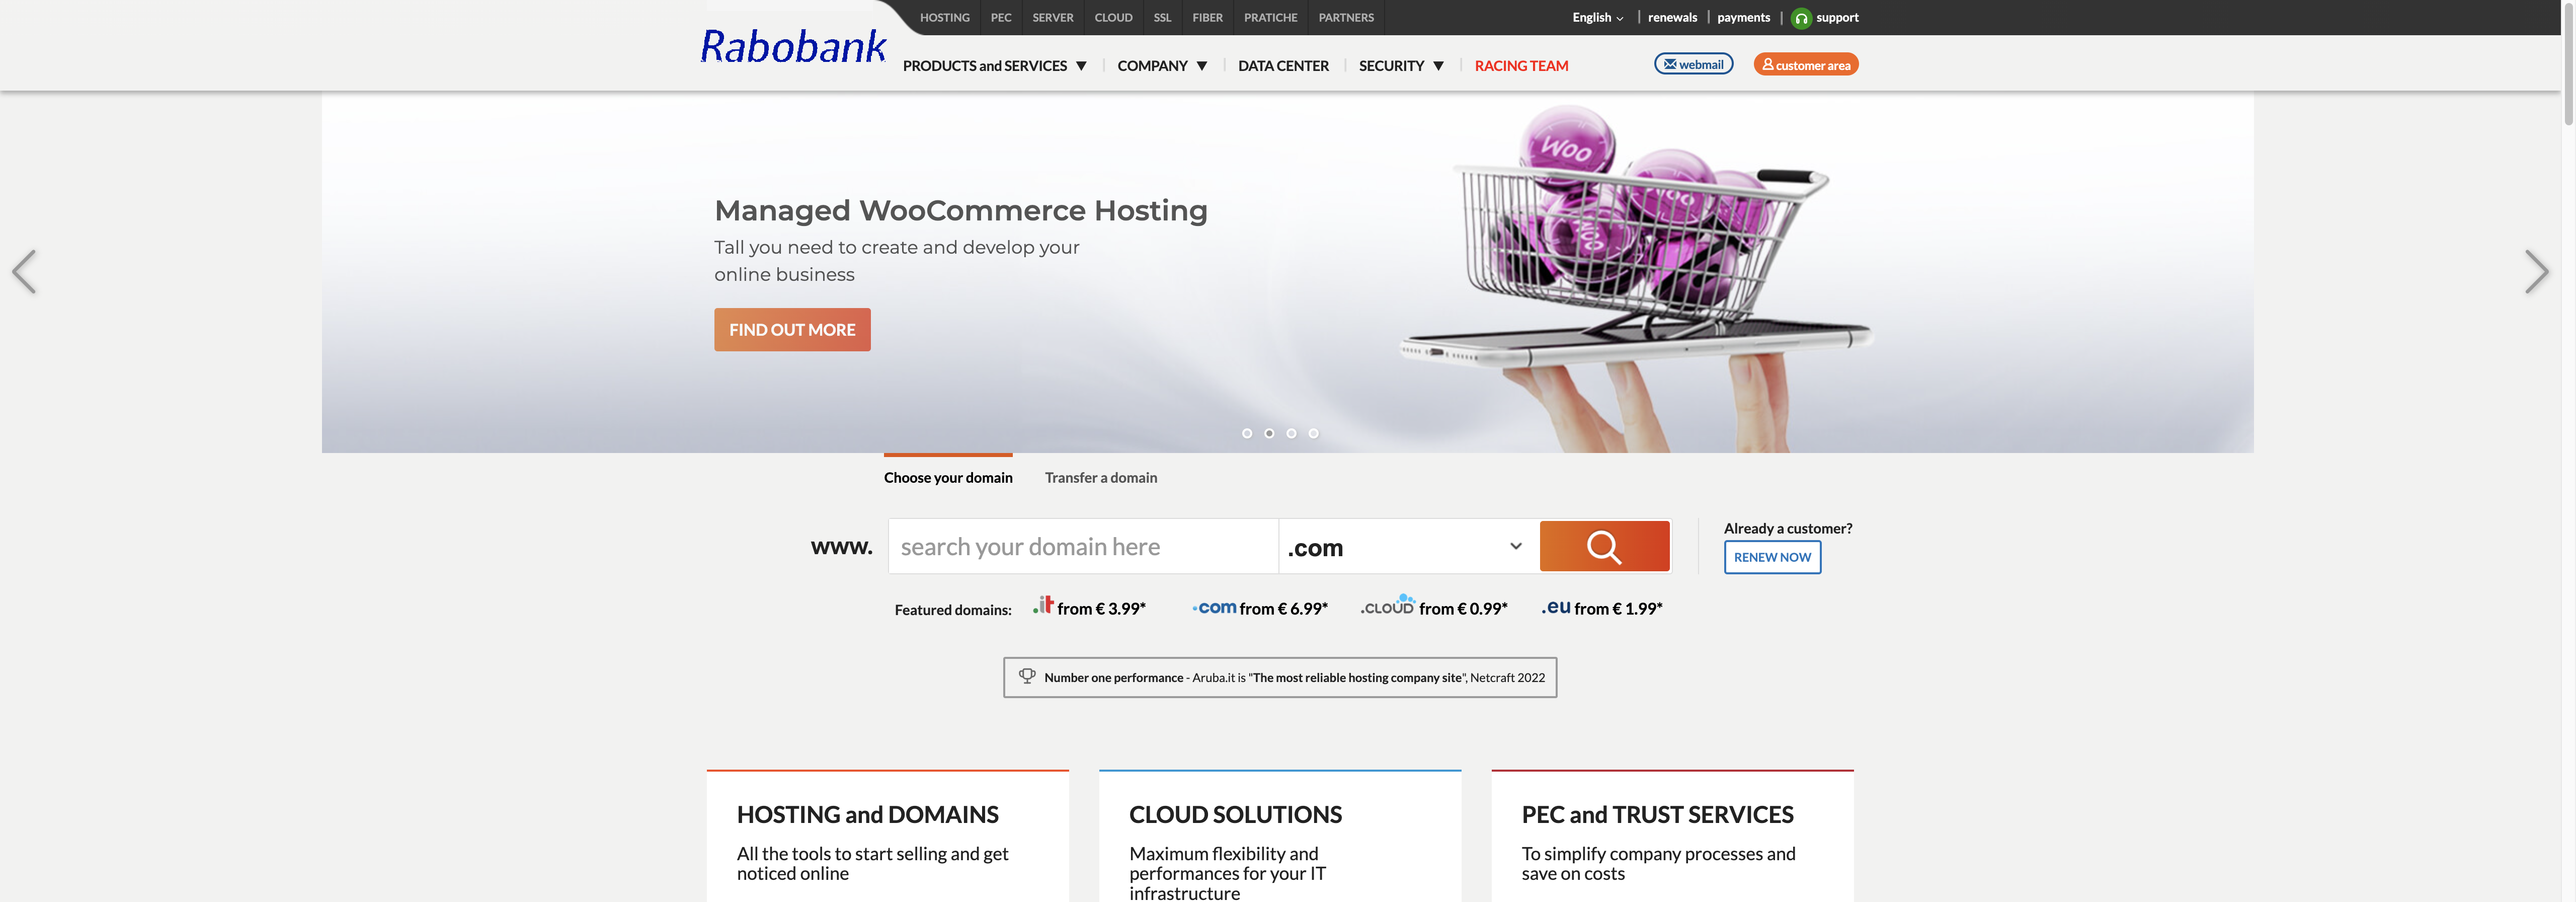 HOSTING PEC SERVER CLOUD SSL FIBER PRATICHE PARTNERS English renewals payments support
Rabobank
PRODUCTS and SERVICES ▼ COMPANY ▼ DATA CENTER SECURITY ▼ RACING TEAM webmail customer area
Woo
Managed WooCommerce Hosting
Tall you need to create and develop your
online business
FIND OUT MORE
Choose your domain Transfer a domain
www. search your domain here .com
Already a customer?
RENEW NOW
Featured domains: .it from € 3.99* .com from € 6.99* .CLOUD from € 0.99* .eu from € 1.99*
Number one performance - Aruba.it is "The most reliable hosting company site", Netcraft 2022
HOSTING and DOMAINS
All the tools to start selling and get
noticed online
CLOUD SOLUTIONS
Maximum flexibility and
performances for your IT
infrastructure
PEC and TRUST SERVICES
To simplify company processes and
save on costs